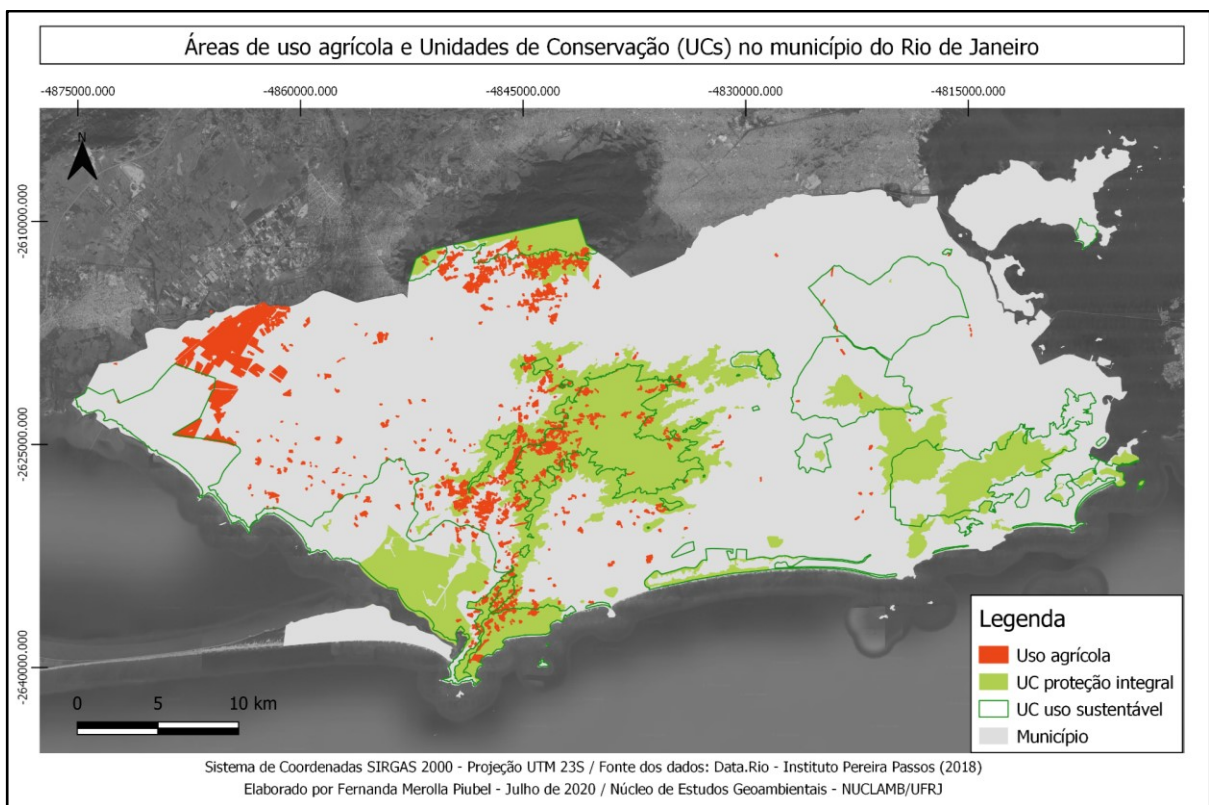 Áreas de uso agrícola e Unidades de Conservação (UCs) no município do Rio de Janeiro
-4875000.000 -4860000.000 -4845000.000 -4830000.000 -4815000.000
N
-2610000.000
-2625000.000
-2640000.000
0 5 10 km
Legenda
Uso agrícola
UC proteção integral
UC uso sustentável
Município
Sistema de Coordenadas SIRGAS 2000 - Projeção UTM 23S / Fonte dos dados: Data.Rio - Instituto Pereira Passos (2018)
Elaborado por Fernanda Merolla Piubel - Julho de 2020 / Núcleo de Estudos Geoambientais - NUCLAMB/UFRJ